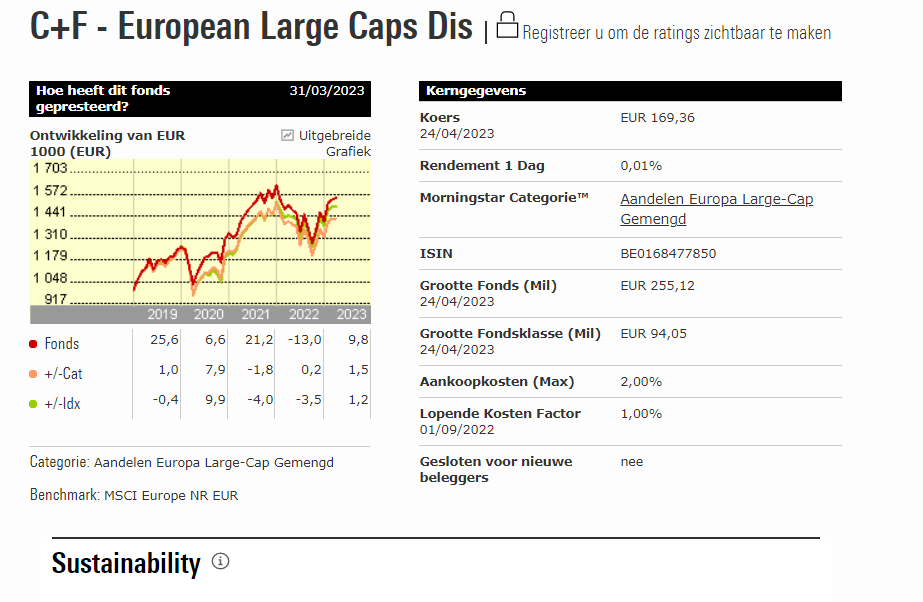 C+F - European Large Caps Dis | Registreer u om de ratings zichtbaar te maken
Hoe heeft dit fonds gepresteerd? 31/03/2023
Ontwikkeling van EUR 1000 (EUR)
Uitgebreide Grafiek
1 703
1 572
1 441
1 310
1 179
1 048
917
2019 2020 2021 2022 2023
Fonds 25,6 6,6 21,2 -13,0 9,8
+/-Cat 1,0 7,9 -1,8 0,2 1,5
+/-Idx -0,4 9,9 -4,0 -3,5 1,2
Categorie: Aandelen Europa Large-Cap Gemengd
Benchmark: MSCI Europe NR EUR
Kerngegevens
Koers EUR 169,36
24/04/2023
Rendement 1 Dag 0,01%
Morningstar Categorie™ Aandelen Europa Large-Cap
Gemengd
ISIN BE0168477850
Grootte Fonds (Mil) EUR 255,12
24/04/2023
Grootte Fondsklasse (Mil) EUR 94,05
24/04/2023
Aankoopkosten (Max) 2,00%
Lopende Kosten Factor 1,00%
01/09/2022
Gesloten voor nieuwe nee
beleggers
Sustainability